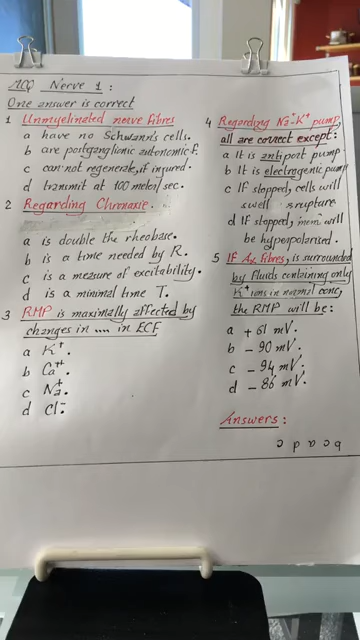 MCQ Nerve 1 :
One answer is correct
1 Unmyelinated nerve fibres
a have no Schwann's cells.
b are postganglionic autonomic f.
c can not regenerate, if injured.
d transmit at 100 meter/sec.
2 Regarding Chronaxie.
a is double the rheobase.
b is a time needed by R.
c is a measure of excitability.
d is a minimal time T.
3 RMP is maximally affected by
changes in .... in ECF
a K⁺.
b Ca⁺⁺.
c Na⁺.
d Cl⁻.
4 Regarding Na⁺-K⁺ pump,
all are correct except:
a It is antiport pump
b It is electrogenic pump
c If stopped, cells will
swell & rupture
d If stopped, mem will
be hyperpolarised.
5 If Aα fibres, is surrounded
by fluids containing only
K⁺ ions in normal conc,
the RMP will be:
a + 61 mV.
b - 90 mV.
c - 94 mV.
d - 86 mV.
Answers:
b c a d c